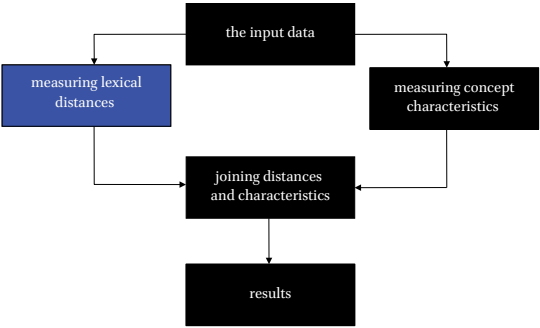 the input data
measuring lexical
distances
measuring concept
characteristics
joining distances
and characteristics
results